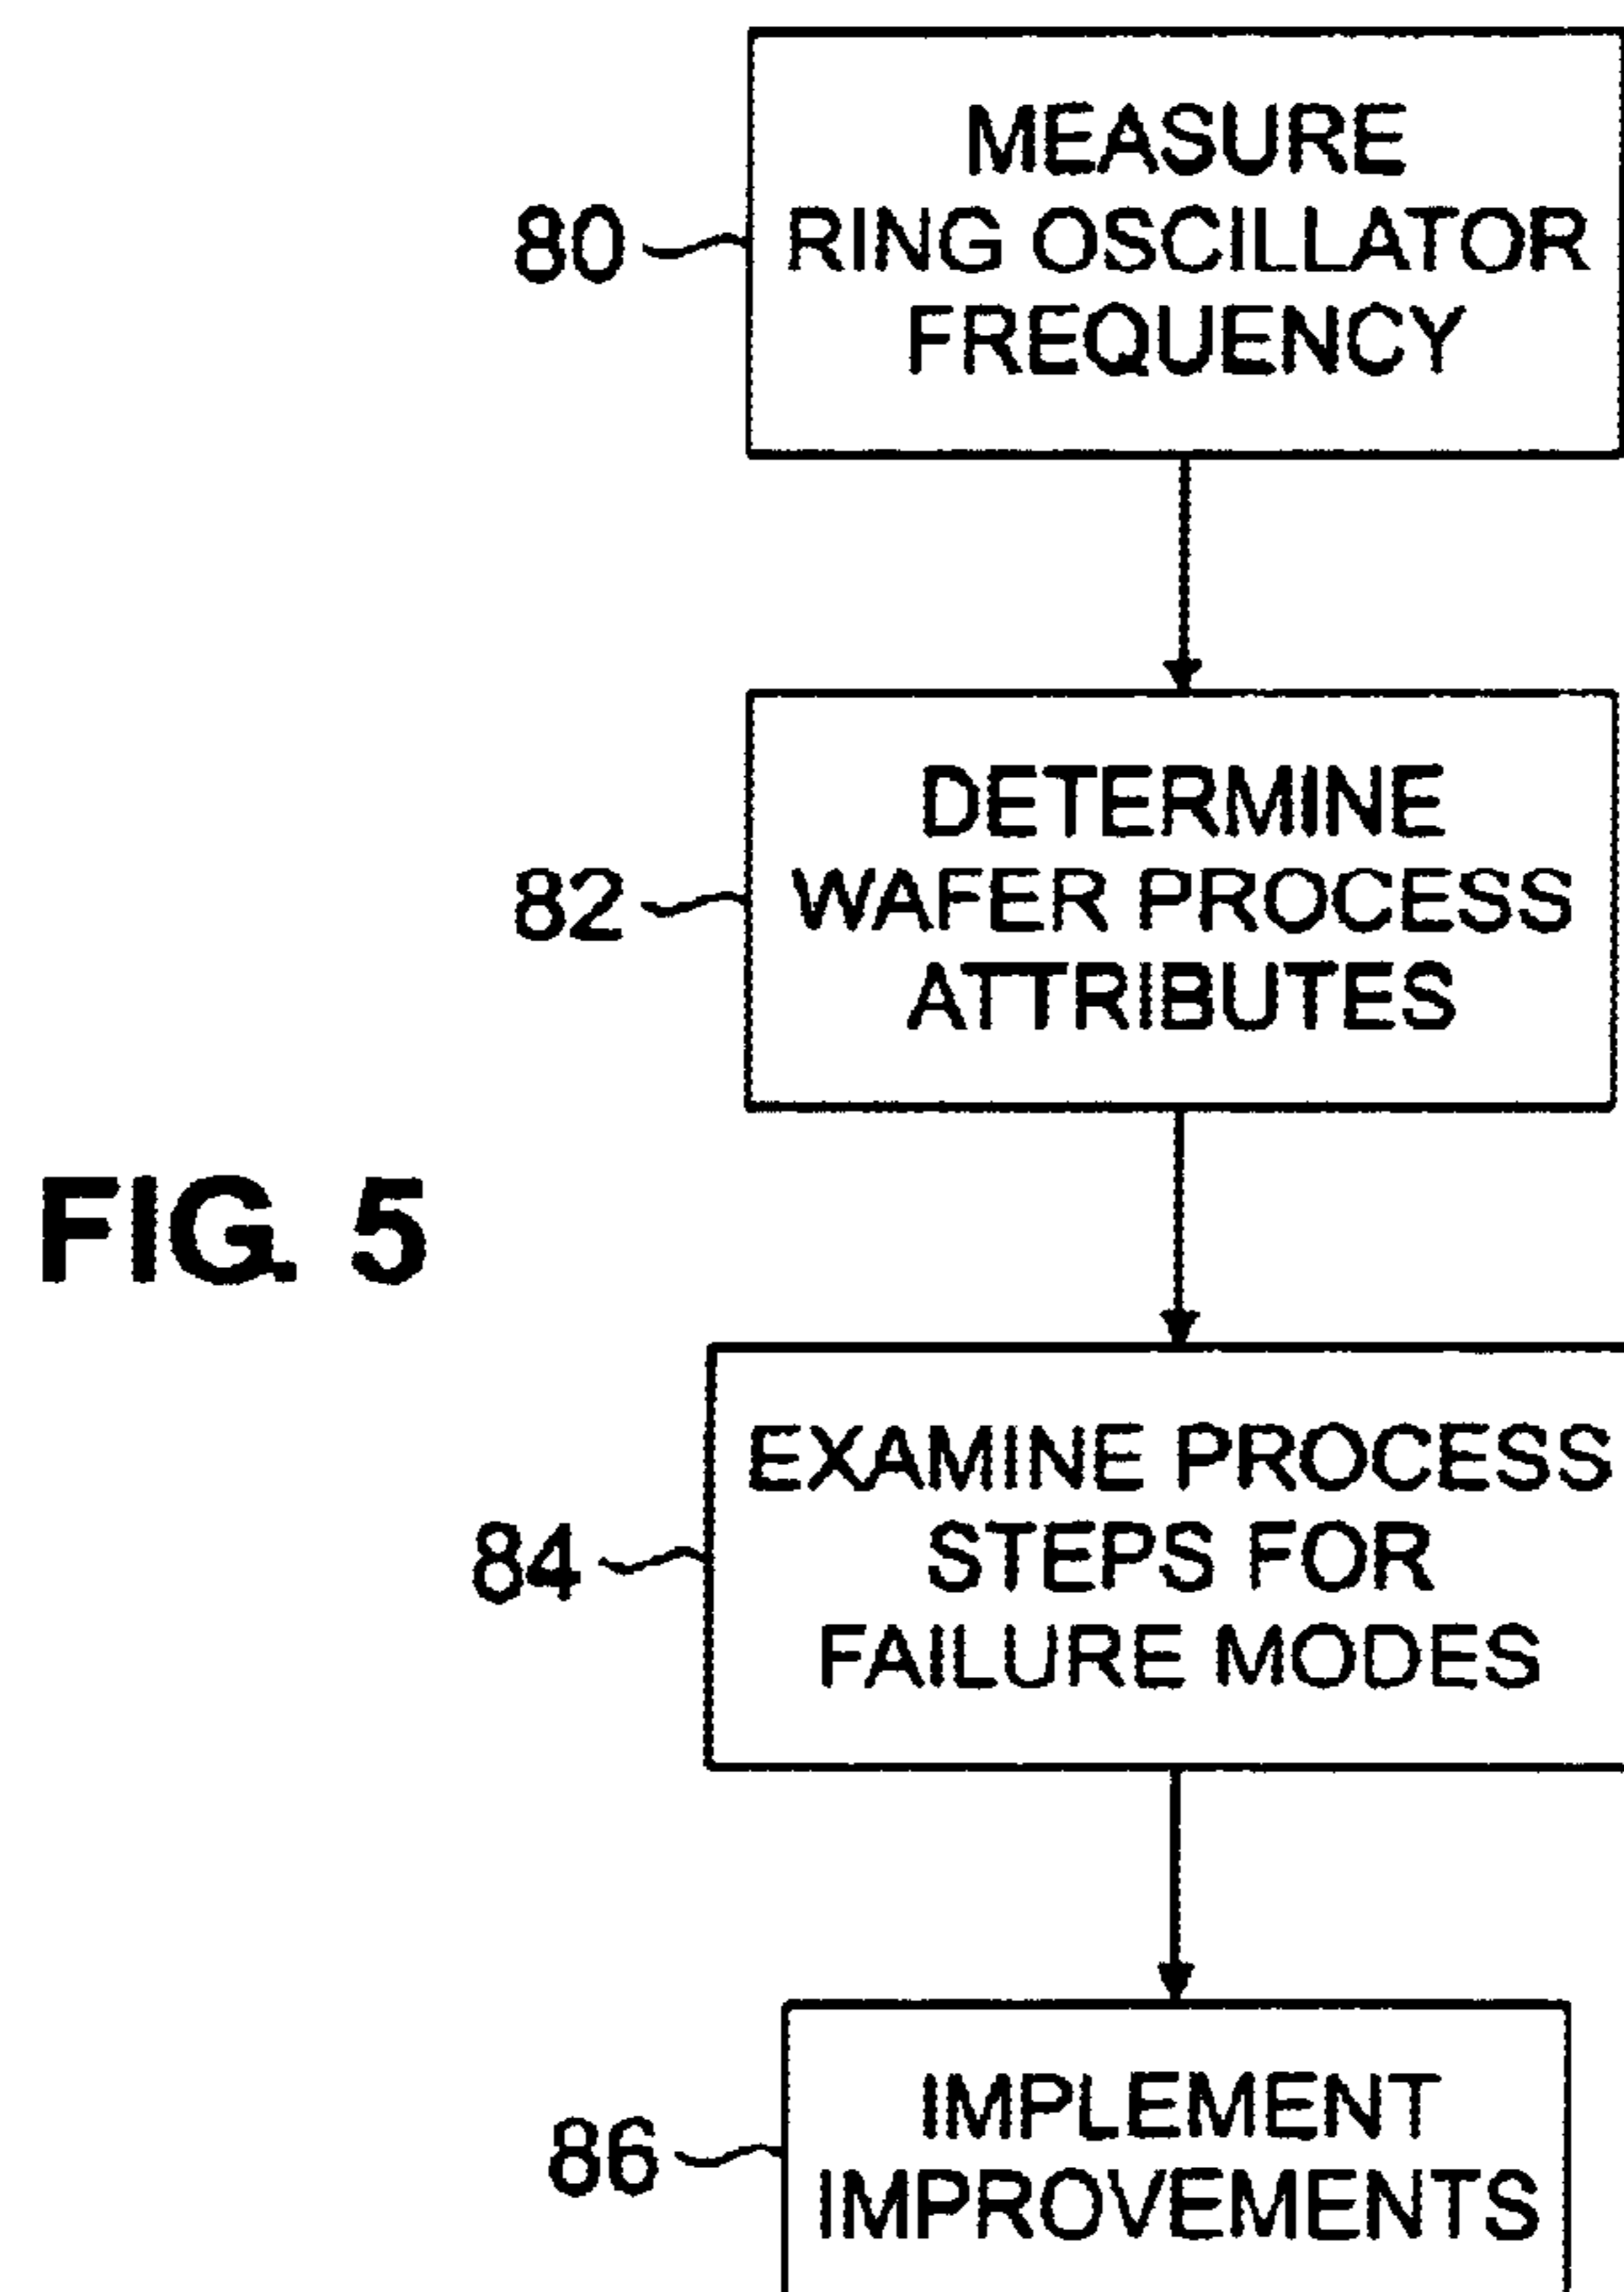 MEASURE
RING OSCILLATOR
FREQUENCY
80
DETERMINE
WAFER PROCESS
ATTRIBUTES
82
FIG. 5
EXAMINE PROCESS
STEPS FOR
FAILURE MODES
84
IMPLEMENT
IMPROVEMENTS
86